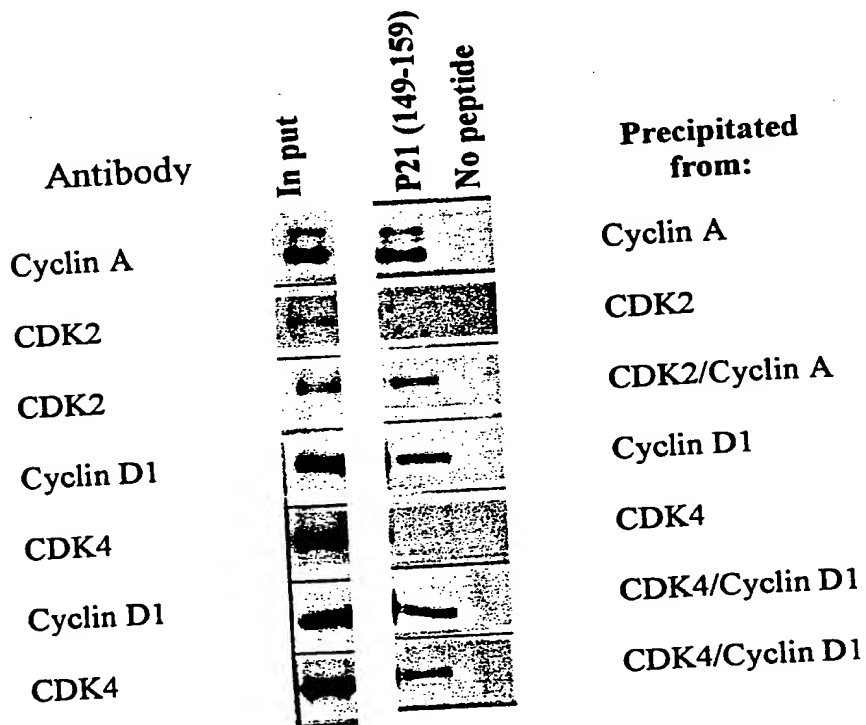 Antibody
In put
P21 (149-159)
No peptide
Precipitated
from:
Cyclin A
Cyclin A
CDK2
CDK2
CDK2
CDK2/Cyclin A
Cyclin D1
Cyclin D1
CDK4
CDK4
Cyclin D1
CDK4/Cyclin D1
CDK4
CDK4/Cyclin D1